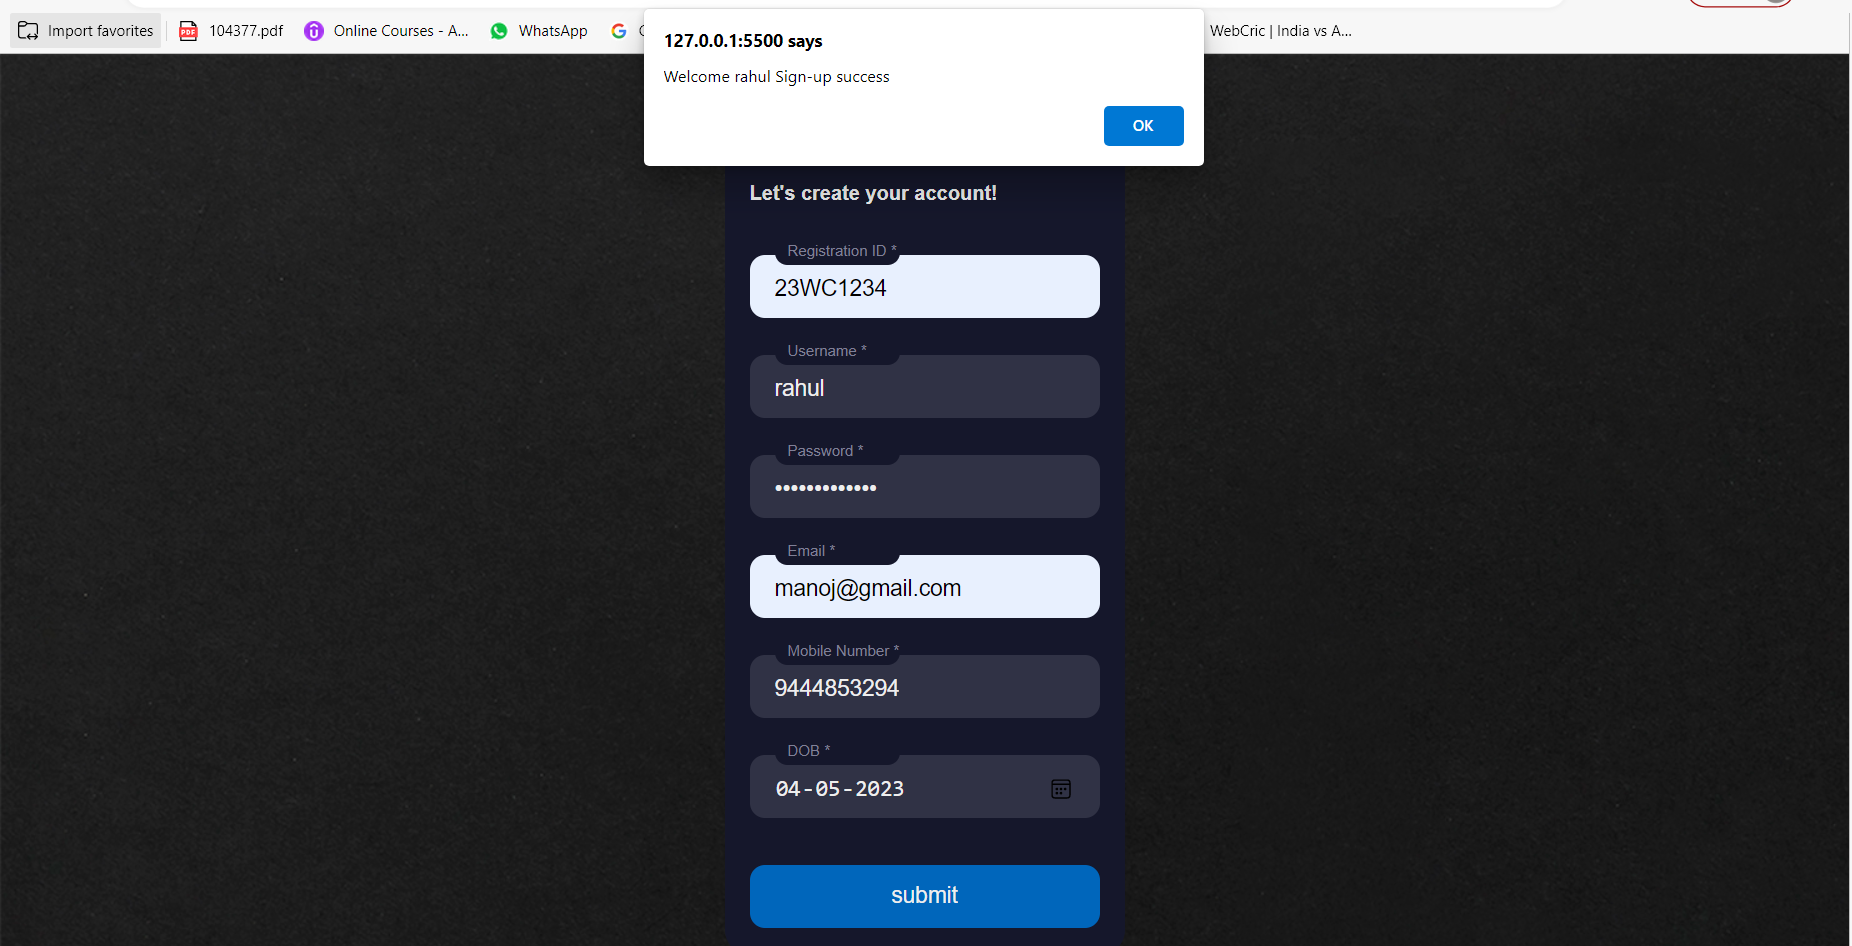 Import favorites 104377.pdf Online Courses - A... WhatsApp WebCric | India vs A...
127.0.0.1:5500 says
Welcome rahul Sign-up success
OK
Let's create your account!
Registration ID *
23WC1234
Username *
rahul
Password *
•••••••••••••
Email *
manoj@gmail.com
Mobile Number *
9444853294
DOB *
04-05-2023
submit